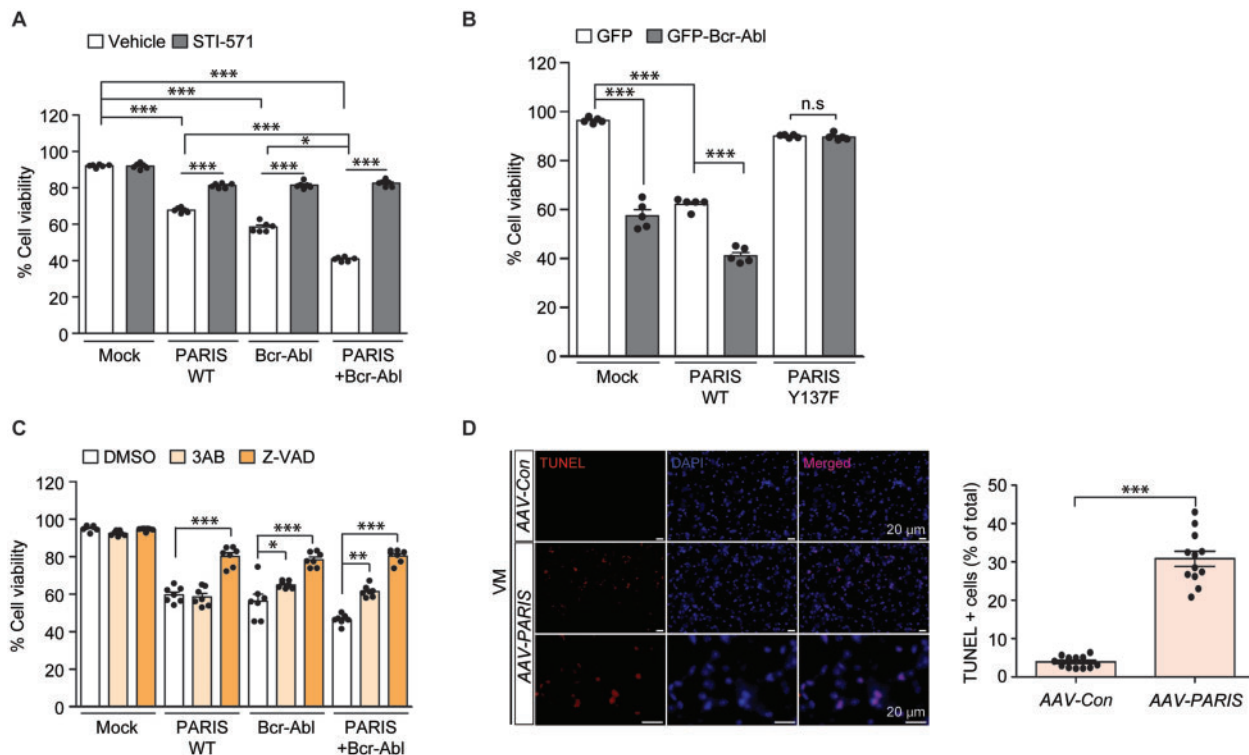 A
Vehicle STI-571
***
***
***
***
*
***
***
***
120
100
80
60
40
20
0
% Cell viability
Mock
PARIS
WT
Bcr-Abl
PARIS
+Bcr-Abl
B
GFP GFP-Bcr-Abl
***
***
***
n.s
120
100
80
60
40
20
0
% Cell viability
Mock
PARIS
WT
PARIS
Y137F
C
DMSO 3AB Z-VAD
***
***
*
***
**
120
100
80
60
40
20
0
% Cell viability
Mock
PARIS
WT
Bcr-Abl
PARIS
+Bcr-Abl
D
TUNEL DAPI Merged
AAV-Con
20 μm
VM
AAV-PARIS
20 μm
***
50
40
30
20
10
0
TUNEL + cells (% of total)
AAV-Con AAV-PARIS